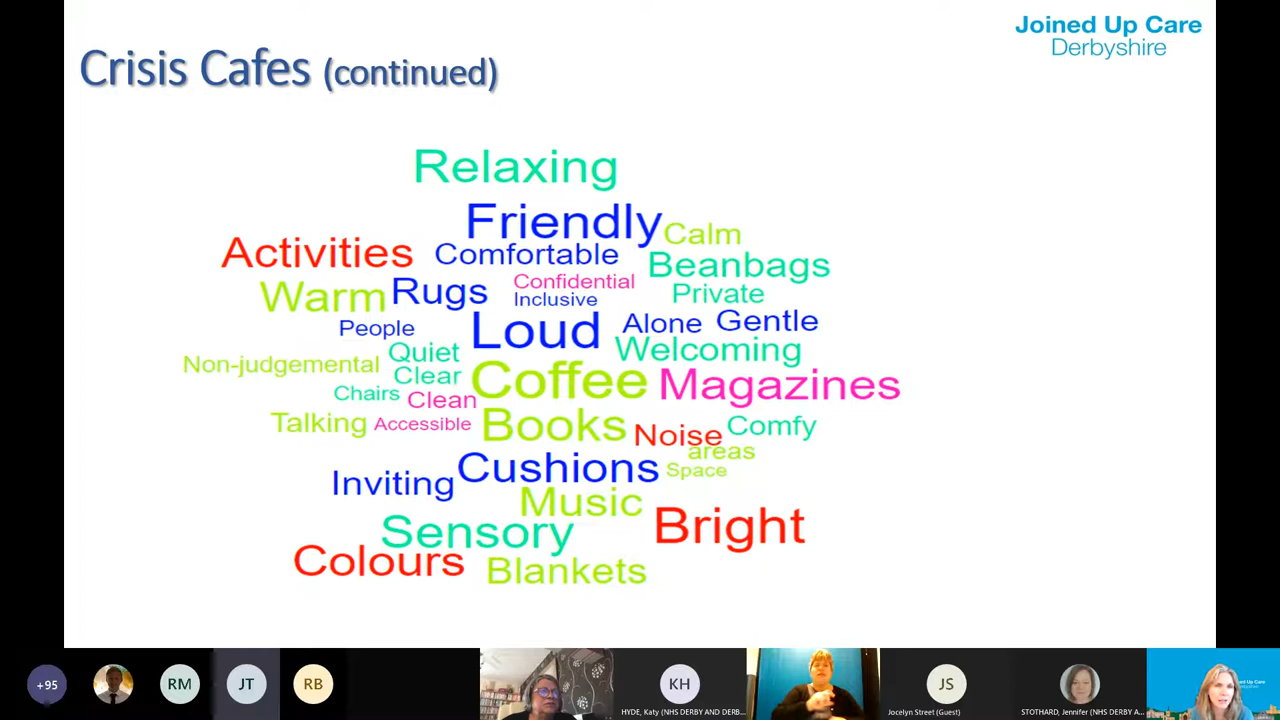 Joined Up Care
Derbyshire
Crisis Cafes (continued)
Relaxing
Friendly
Calm
Activities
Comfortable
Beanbags
Warm
Rugs
Confidential
Inclusive
Private
People
Loud
Alone
Gentle
Non-judgemental
Quiet
Welcoming
Clear
Coffee
Magazines
Chairs
Clean
Talking
Accessible
Books
Noise
Comfy
areas
Inviting
Cushions
Space
Music
Sensory
Bright
Colours
Blankets
+95
RM
JT
RB
KH
JS
HYDE, Katy (NHS DERBY AND DERB...
Jocelyn Street (Guest)
STOTHARD, Jennifer (NHS DERBY A...